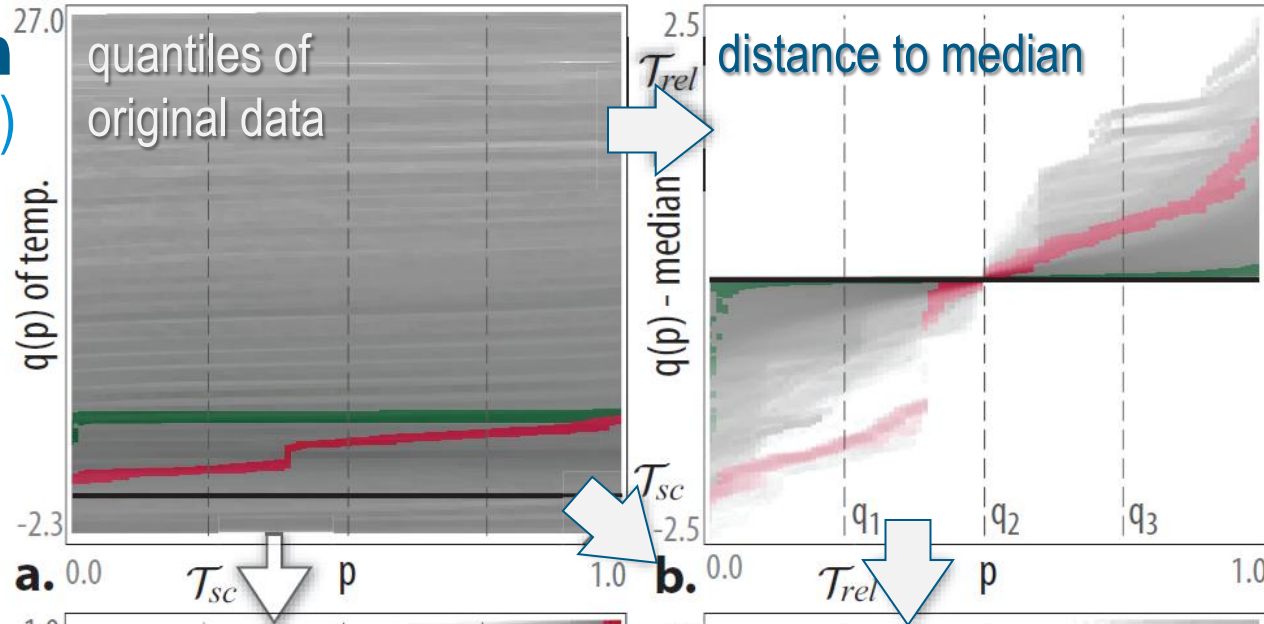 n
)
27.0
quantiles of
original data
q(p) of temp.
-2.3
a. 0.0
p
1.0
𝒯sc
𝒯rel
2.5
distance to median
q(p) - median
𝒯sc
-2.5
q₁
q₂
q₃
b. 0.0
𝒯rel
p
1.0